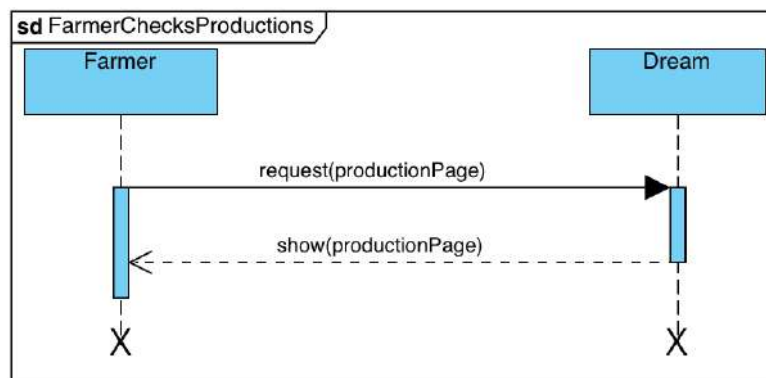 sd FarmerChecksProductions
Farmer
Dream
request(productionPage)
show(productionPage)